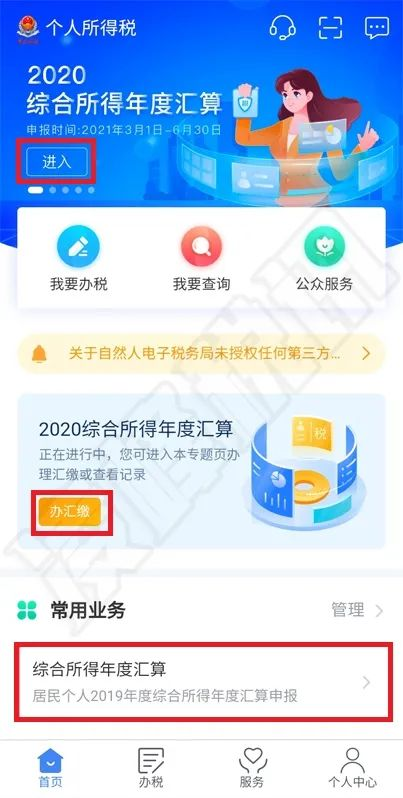 个人所得税
2020
综合所得年度汇算
申报时间:2021年3月1日-6月30日
进入
我要办税
我要查询
公众服务
关于自然人电子税务局未授权任何第三方...
2020综合所得年度汇算
正在进行中，您可进入本专题页办
理汇缴或查看记录
税
办汇缴
常用业务
管理
综合所得年度汇算
居民个人2019年度综合所得年度汇算申报
首页
办税
服务
个人中心